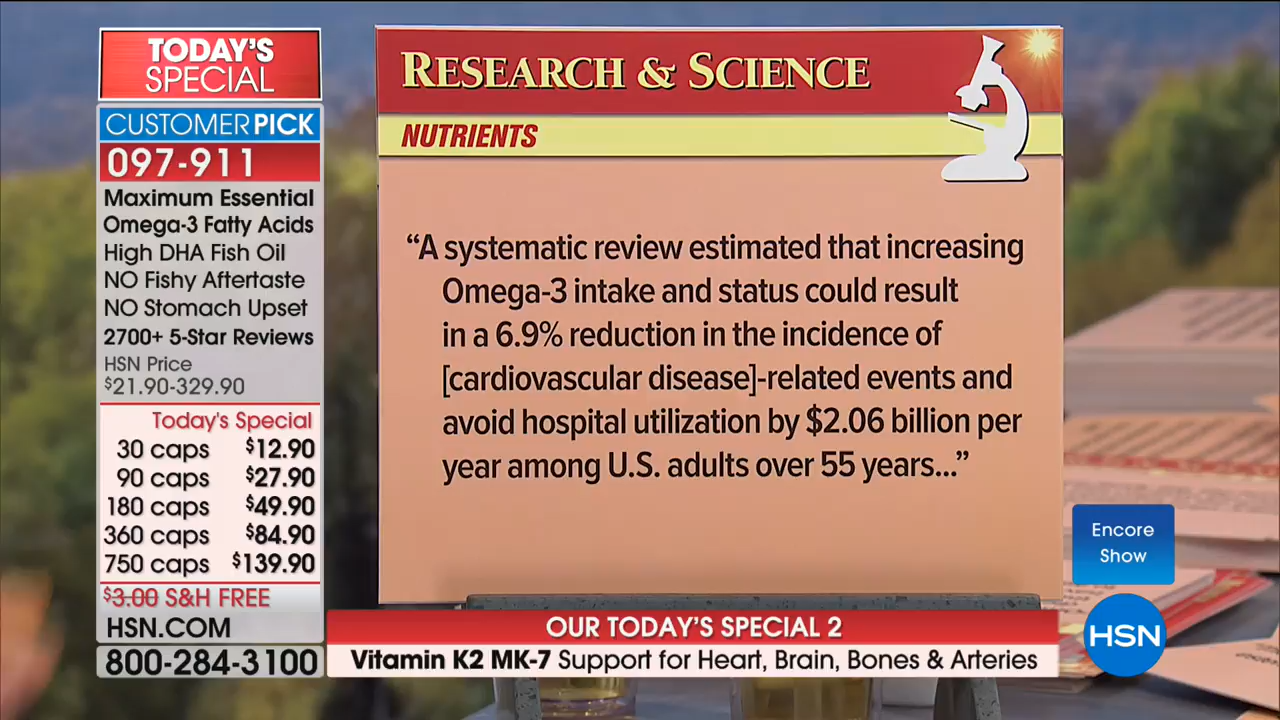 TODAY'S
SPECIAL
CUSTOMER PICK
097-911
Maximum Essential
Omega-3 Fatty Acids
High DHA Fish Oil
NO Fishy Aftertaste
NO Stomach Upset
2700+ 5-Star Reviews
HSN Price
$21.90-329.90
Today's Special
30 caps $12.90
90 caps $27.90
180 caps $49.90
360 caps $84.90
750 caps $139.90
$3.00 S&H FREE
HSN.COM
800-284-3100
RESEARCH & SCIENCE
NUTRIENTS
“A systematic review estimated that increasing
Omega-3 intake and status could result
in a 6.9% reduction in the incidence of
[cardiovascular disease]-related events and
avoid hospital utilization by $2.06 billion per
year among U.S. adults over 55 years...”
Encore
Show
OUR TODAY'S SPECIAL 2
Vitamin K2 MK-7 Support for Heart, Brain, Bones & Arteries
HSN